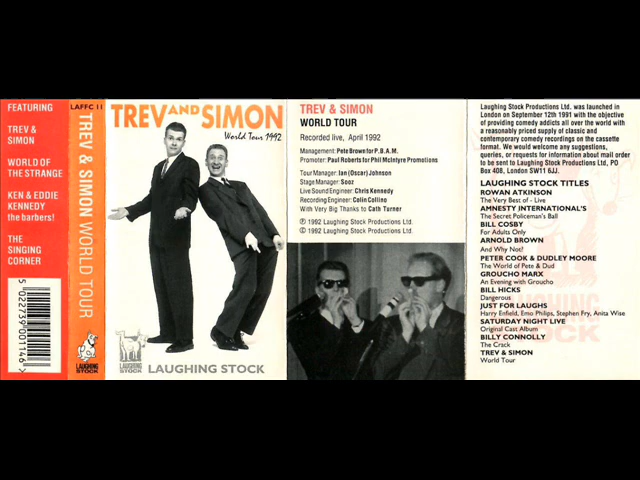 FEATURING
TREV &
SIMON
WORLD OF
THE STRANGE
KEN & EDDIE
KENNEDY
the barbers!
THE
SINGING
CORNER
5 022739 001146 >
LAFFC 11
TREV & SIMON WORLD TOUR
LAUGHING
STOCK
TREV AND SIMON
World Tour 1992
LAUGHING
STOCK
LAUGHING STOCK
TREV & SIMON
WORLD TOUR
Recorded live, April 1992
Management: Pete Brown for P.B.A.M.
Promoter: Paul Roberts for Phil McIntyre Promotions
Tour Manager: Ian (Oscar) Johnson
Stage Manager: Sooz
Live Sound Engineer: Chris Kennedy
Recording Engineer: Colin Collino
With Very Big Thanks to Cath Turner
℗ 1992 Laughing Stock Productions Ltd.
© 1992 Laughing Stock Productions Ltd.
Laughing Stock Productions Ltd. was launched in
London on September 12th 1991 with the objective
of providing comedy addicts all over the world with
a reasonably priced supply of classic and
contemporary comedy recordings on the cassette
format. We would welcome any suggestions,
queries, or requests for information about mail order
to be sent to Laughing Stock Productions Ltd, PO
Box 408, London SW11 6JJ.
LAUGHING STOCK TITLES
ROWAN ATKINSON
The Very Best of - Live
AMNESTY INTERNATIONAL'S
The Secret Policeman's Ball
BILL COSBY
For Adults Only
ARNOLD BROWN
And Why Not?
PETER COOK & DUDLEY MOORE
The World of Pete & Dud
GROUCHO MARX
An Evening with Groucho
BILL HICKS
Dangerous
JUST FOR LAUGHS
Harry Enfield, Emo Philips, Stephen Fry, Anita Wise
SATURDAY NIGHT LIVE
Original Cast Album
BILLY CONNOLLY
The Crack
TREV & SIMON
World Tour
LAUGHING
STOCK